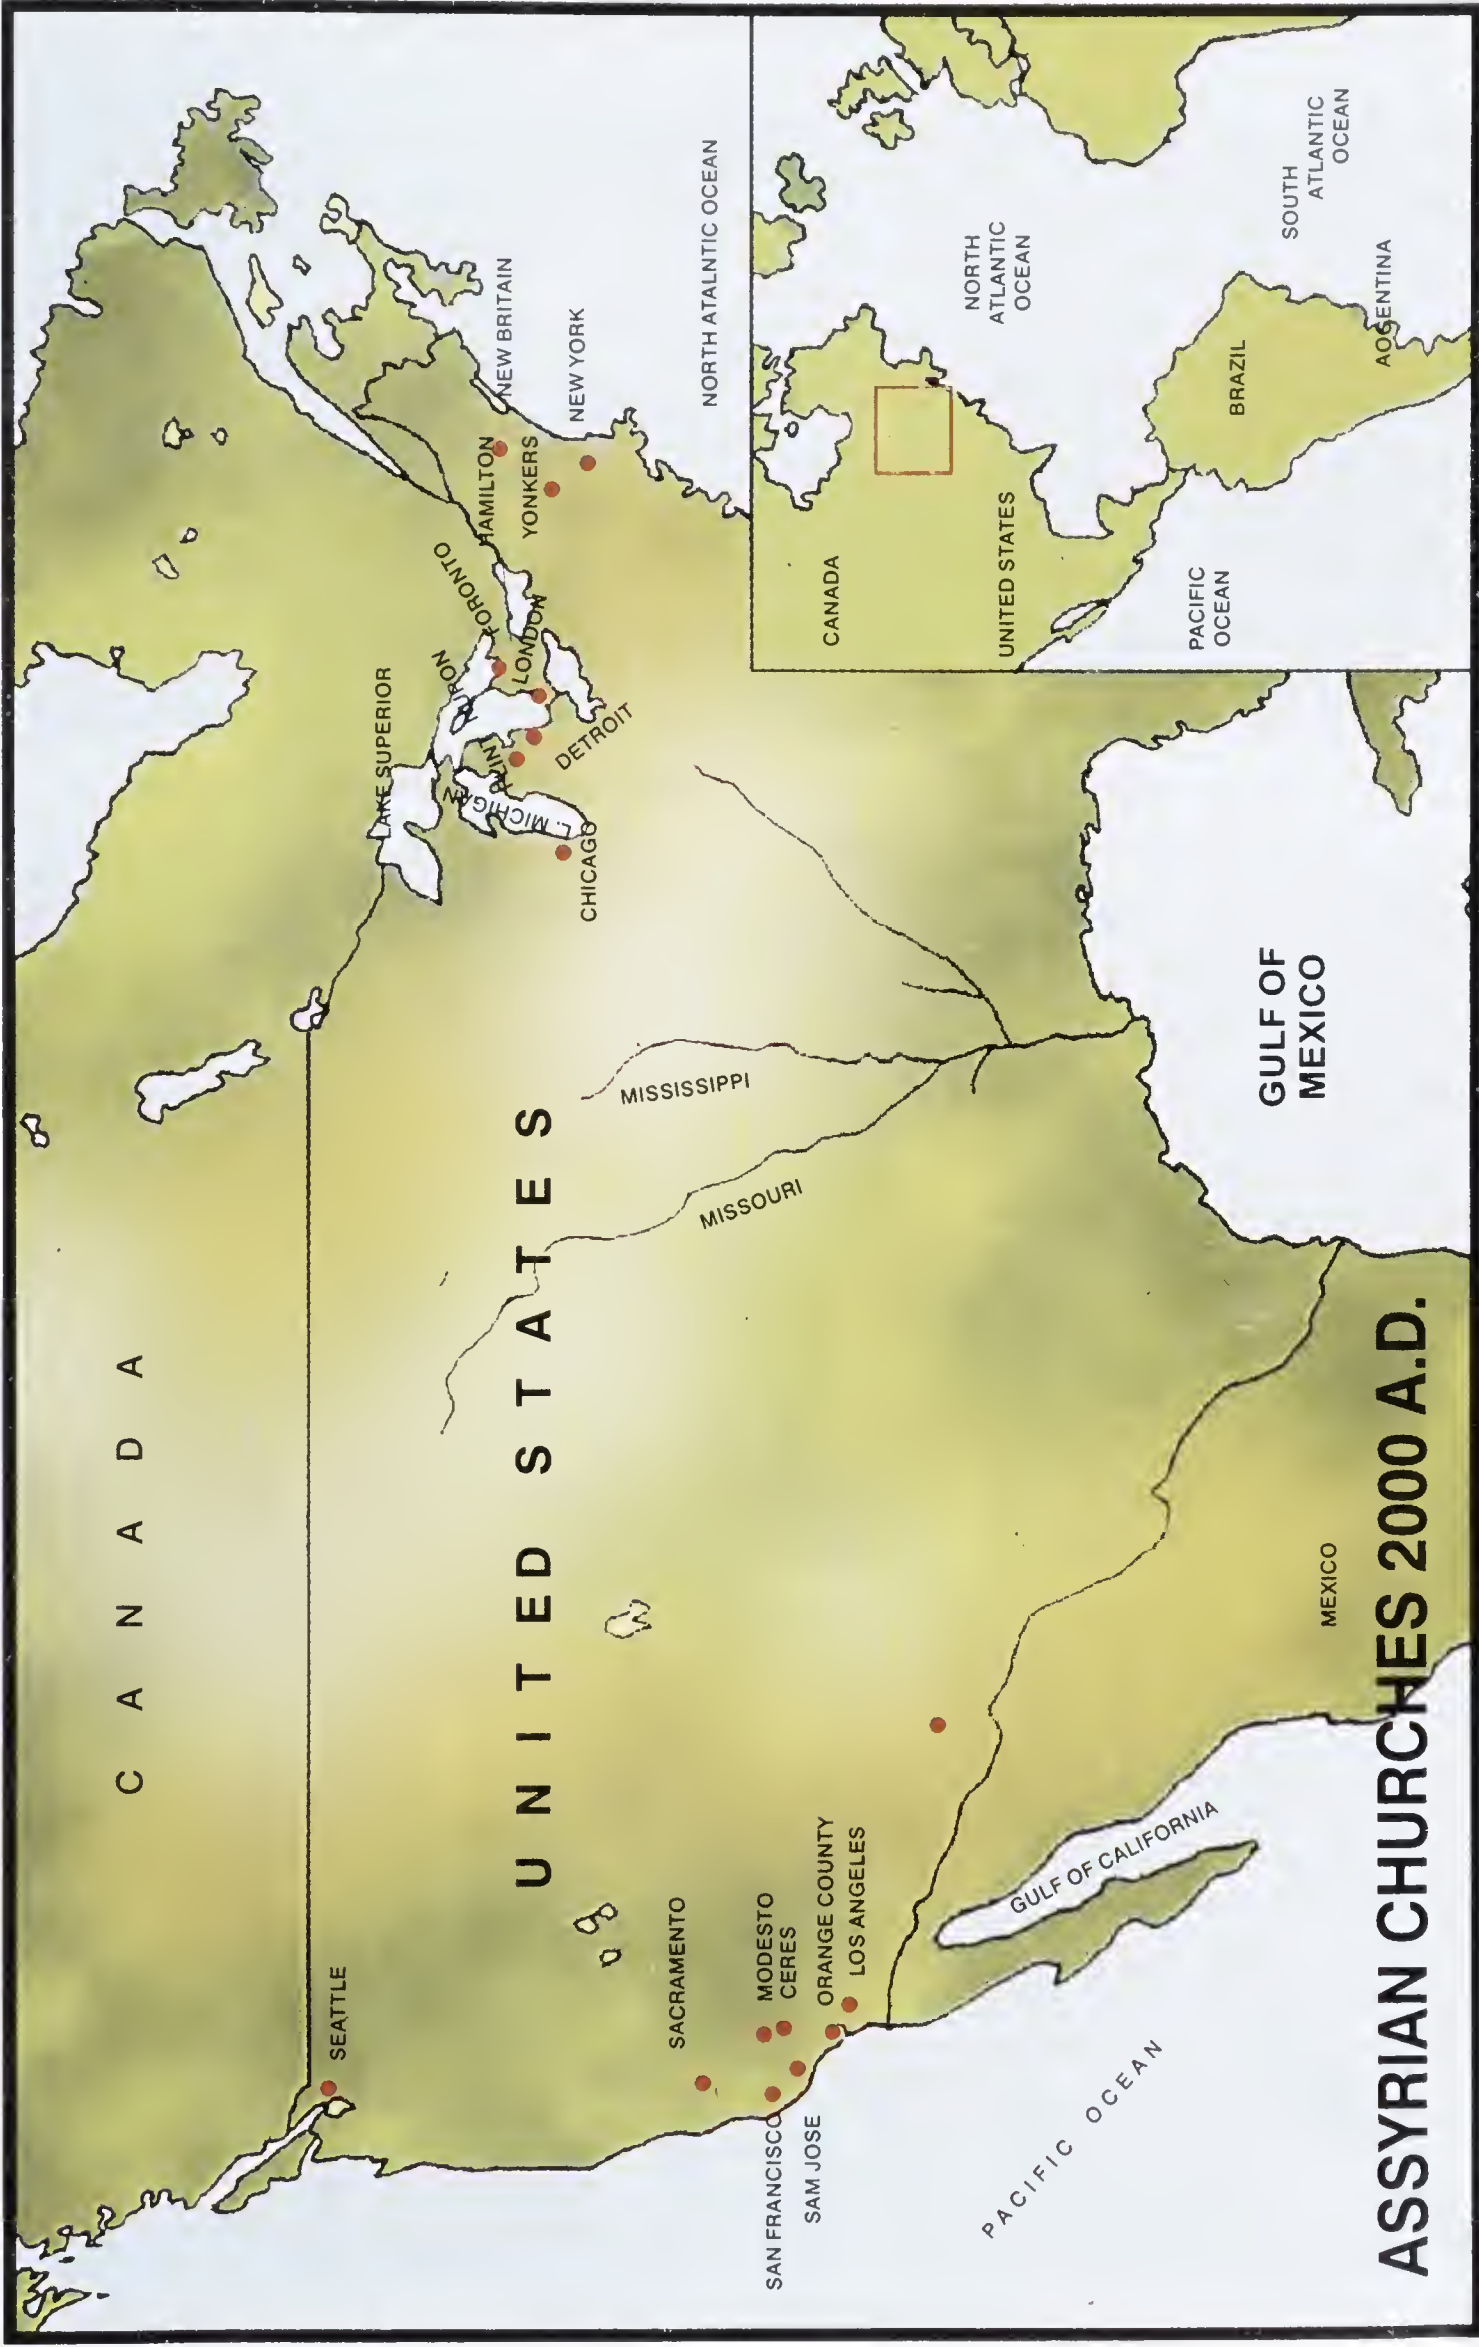 C A N A D A
SEATTLE
LAKE SUPERIOR
HURON
TORONTO
HAMILTON
NEW BRITAIN
YONKERS
NEW YORK
LONDON
L. MICHIGAN
DETROIT
CHICAGO
UNITED STATES
SACRAMENTO
MISSISSIPPI
MISSOURI
NORTH ATALNTIC OCEAN
SAN FRANCISCO
MODESTO
CERES
SAM JOSE
ORANGE COUNTY
LOS ANGELES
PACIFIC OCEAN
GULF OF CALIFORNIA
MEXICO
GULF OF
MEXICO
ASSYRIAN CHURCHES 2000 A.D.
CANADA
UNITED STATES
NORTH
ATLANTIC
OCEAN
PACIFIC
OCEAN
BRAZIL
SOUTH
ATLANTIC
OCEAN
AOGENTINA